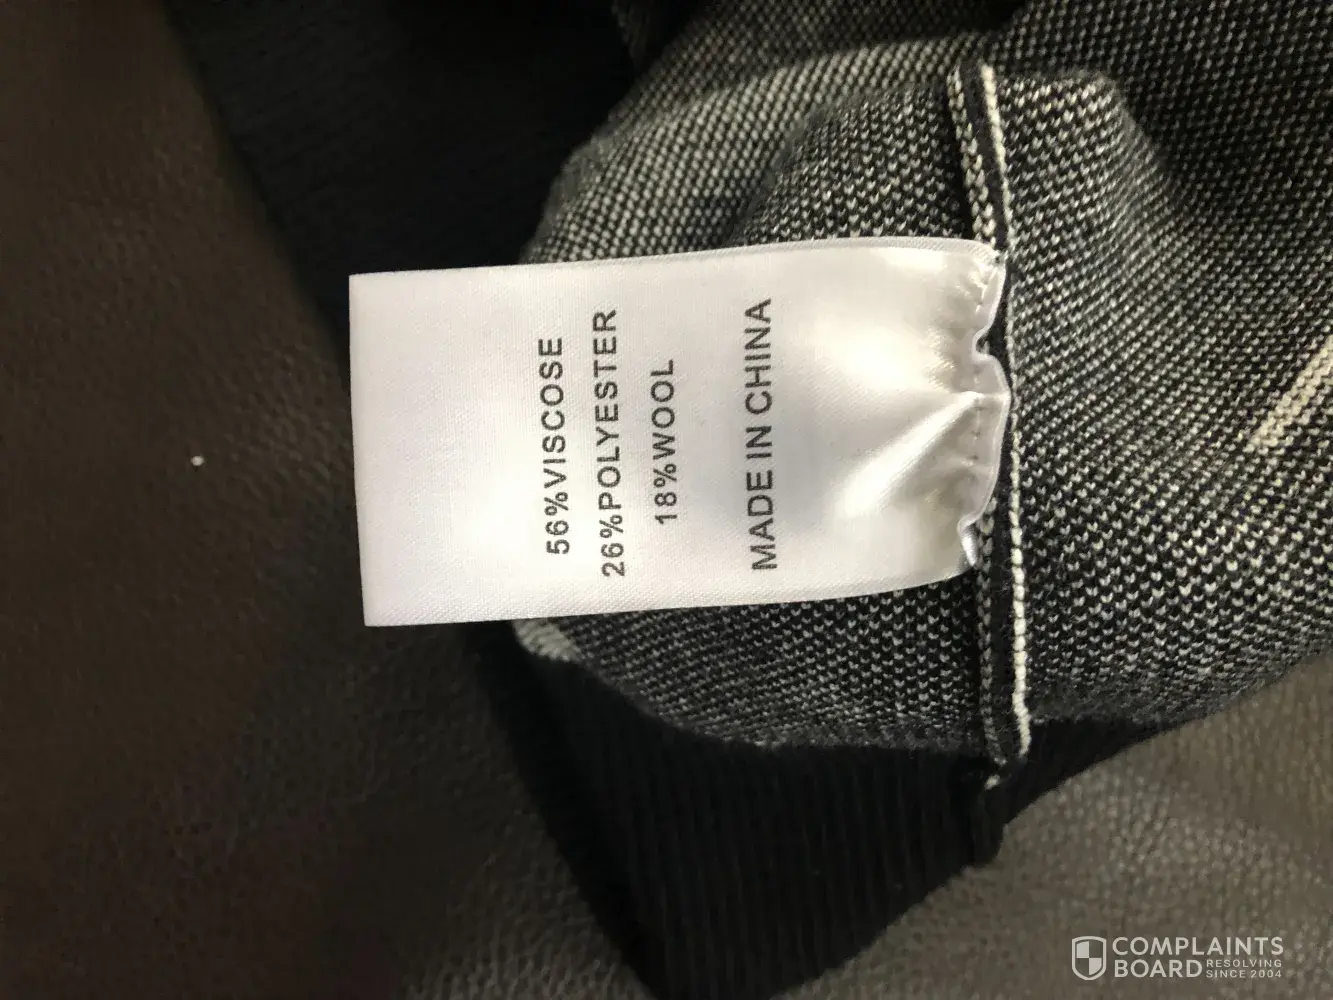 56%VISCOSE
26%POLYESTER
18%WOOL
MADE IN CHINA
COMPLAINTS
BOARD RESOLVING
SINCE 2004